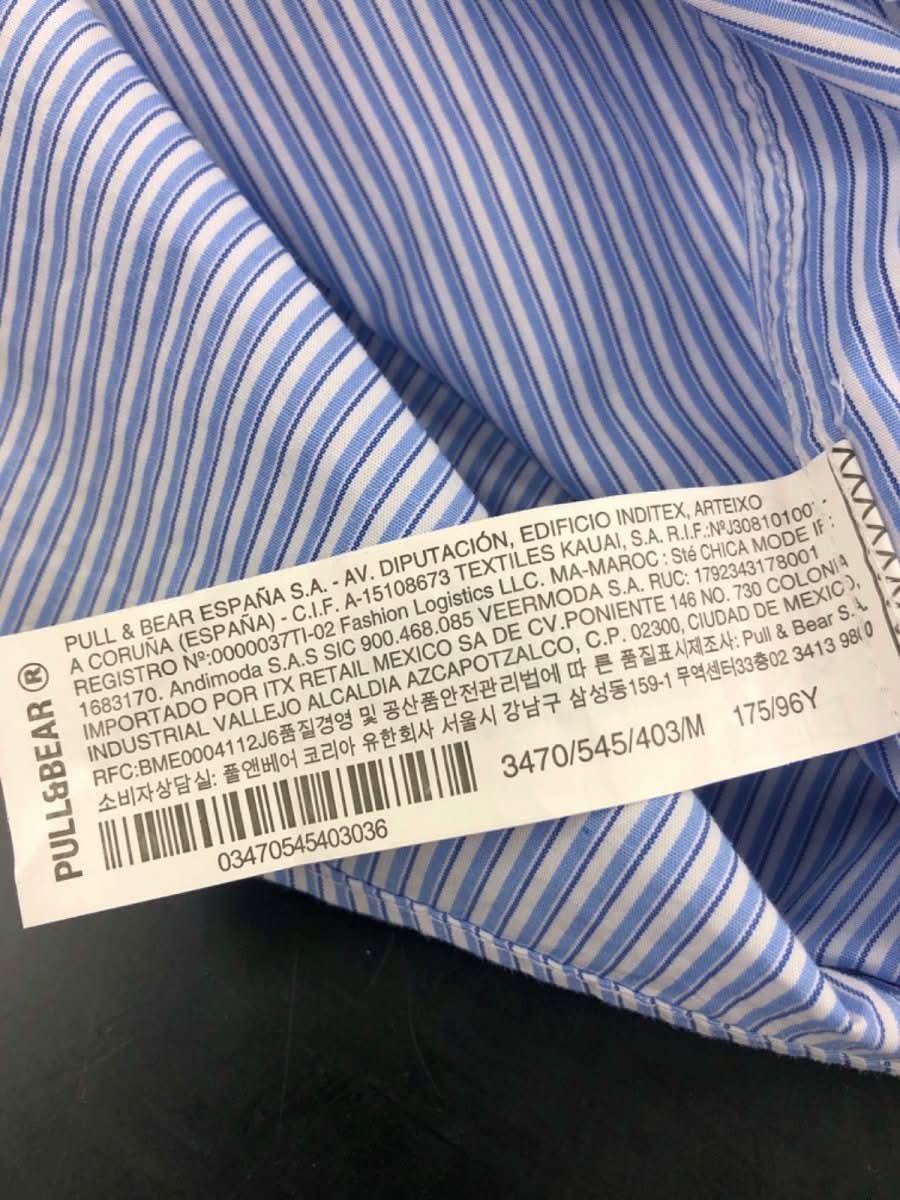 PULL&BEAR ®
PULL & BEAR ESPAÑA S.A. - AV. DIPUTACIÓN, EDIFICIO INDITEX, ARTEIXO
A CORUÑA (ESPAÑA) - C.I.F. A-15108673 TEXTILES KAUAI, S.A. R.I.F.:NºJ308101001
REGISTRO Nº:0000037TI-02 Fashion Logistics LLC. MA-MAROC : Sté CHICA MODE IF :
1683170. Andimoda S.A.S SIC 900.468.085 VEERMODA S.A. RUC: 1792343178001
IMPORTADO POR ITX RETAIL MEXICO SA DE CV.PONIENTE 146 NO. 730 COLONIA
INDUSTRIAL VALLEJO ALCALDIA AZCAPOTZALCO, C.P. 02300, CIUDAD DE MEXICO,
RFC:BME0004112J6품질경영 및 공산품안전관리법에 따 른 품질표시제조사: Pull & Bear S.A.
소비자상담실: 풀앤베어 코리아 유한회사 서울시 강남구 삼성동159-1 무역센터33층02 3413 9800
3470/545/403/M 175/96Y
03470545403036